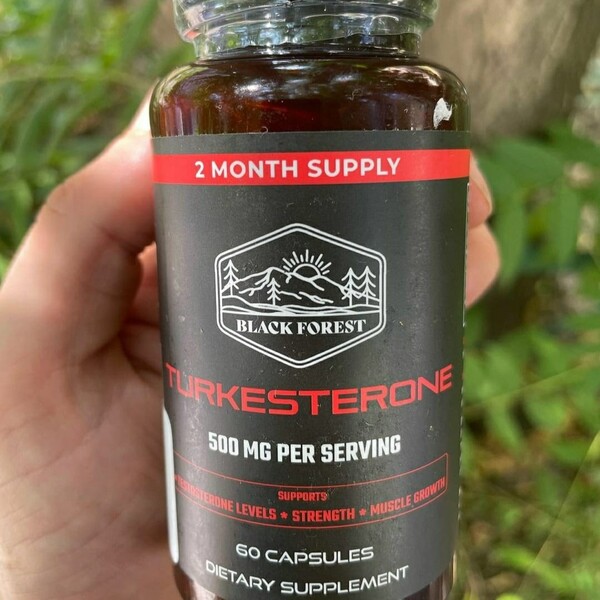 2 MONTH SUPPLY
BLACK FOREST
TURKESTERONE
500 MG PER SERVING
SUPPORTS
TESTOSTERONE LEVELS * STRENGTH * MUSCLE GROWTH
60 CAPSULES
DIETARY SUPPLEMENT